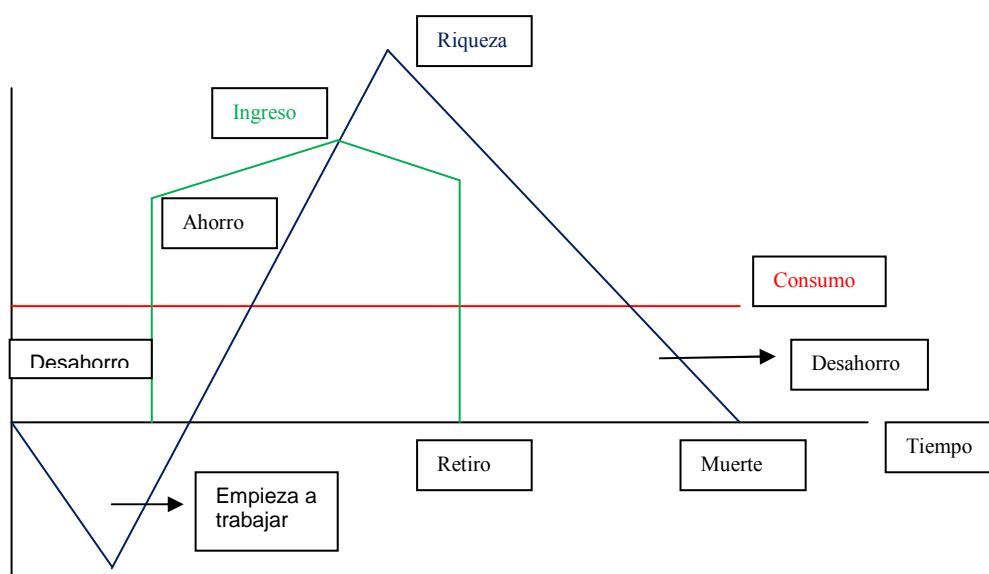 Riqueza
Ingreso
Ahorro
Consumo
Desahorro
Desahorro
Tiempo
Retiro
Muerte
Empieza a
trabajar